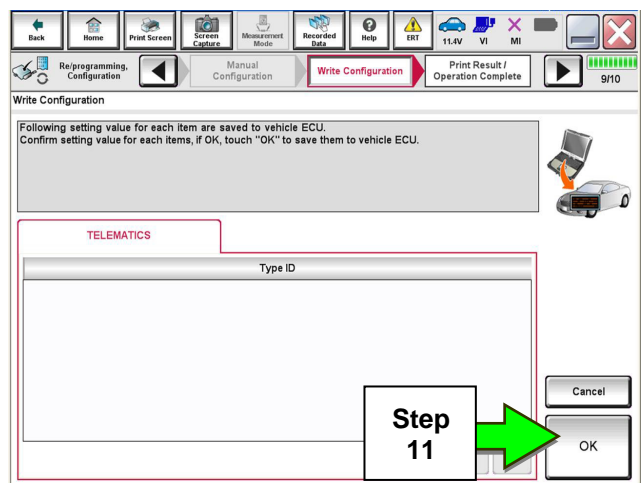 Back
Home
Print Screen
Screen Capture
Measurement Mode
Recorded Data
Help
ERT
11.4V
VI
MI
Re/programming, Configuration
Manual Configuration
Write Configuration
Print Result / Operation Complete
9/10
Write Configuration
Following setting value for each item are saved to vehicle ECU.
Confirm setting value for each items, if OK, touch "OK" to save them to vehicle ECU.
TELEMATICS
Type ID
Cancel
Step
11
OK